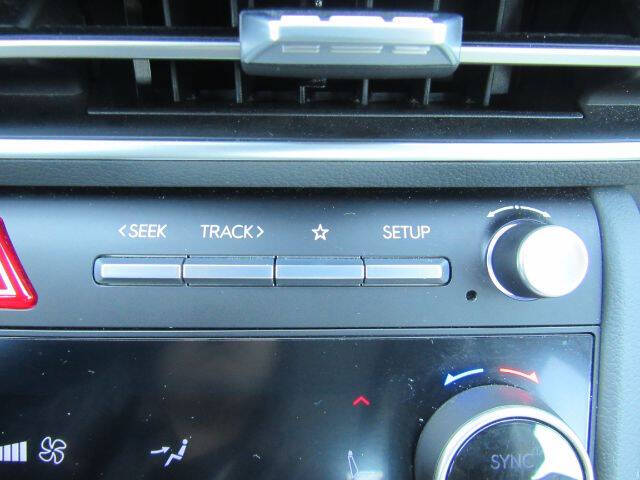 <SEEK TRACK> ☆ SETUP
SYNC